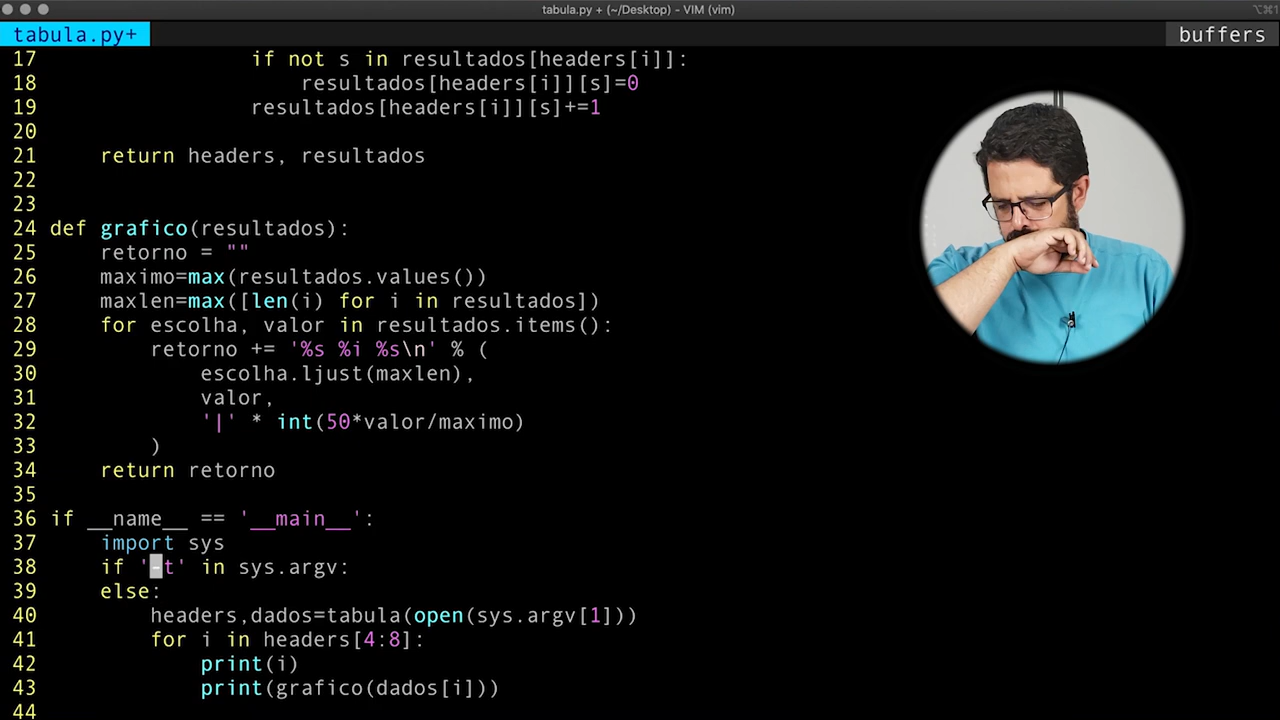 tabula.py + (~/Desktop) - VIM (vim)
⌥⌘1
tabula.py+ buffers
17                 if not s in resultados[headers[i]]:
18                     resultados[headers[i]][s]=0
19                 resultados[headers[i]][s]+=1
20
21     return headers, resultados
22
23
24 def grafico(resultados):
25     retorno = ""
26     maximo=max(resultados.values())
27     maxlen=max([len(i) for i in resultados])
28     for escolha, valor in resultados.items():
29         retorno += '%s %i %s\n' % (
30             escolha.ljust(maxlen),
31             valor,
32             '|' * int(50*valor/maximo)
33         )
34     return retorno
35
36 if __name__ == '__main__':
37     import sys
38     if '-t' in sys.argv:
39     else:
40         headers,dados=tabula(open(sys.argv[1]))
41         for i in headers[4:8]:
42             print(i)
43             print(grafico(dados[i]))
44